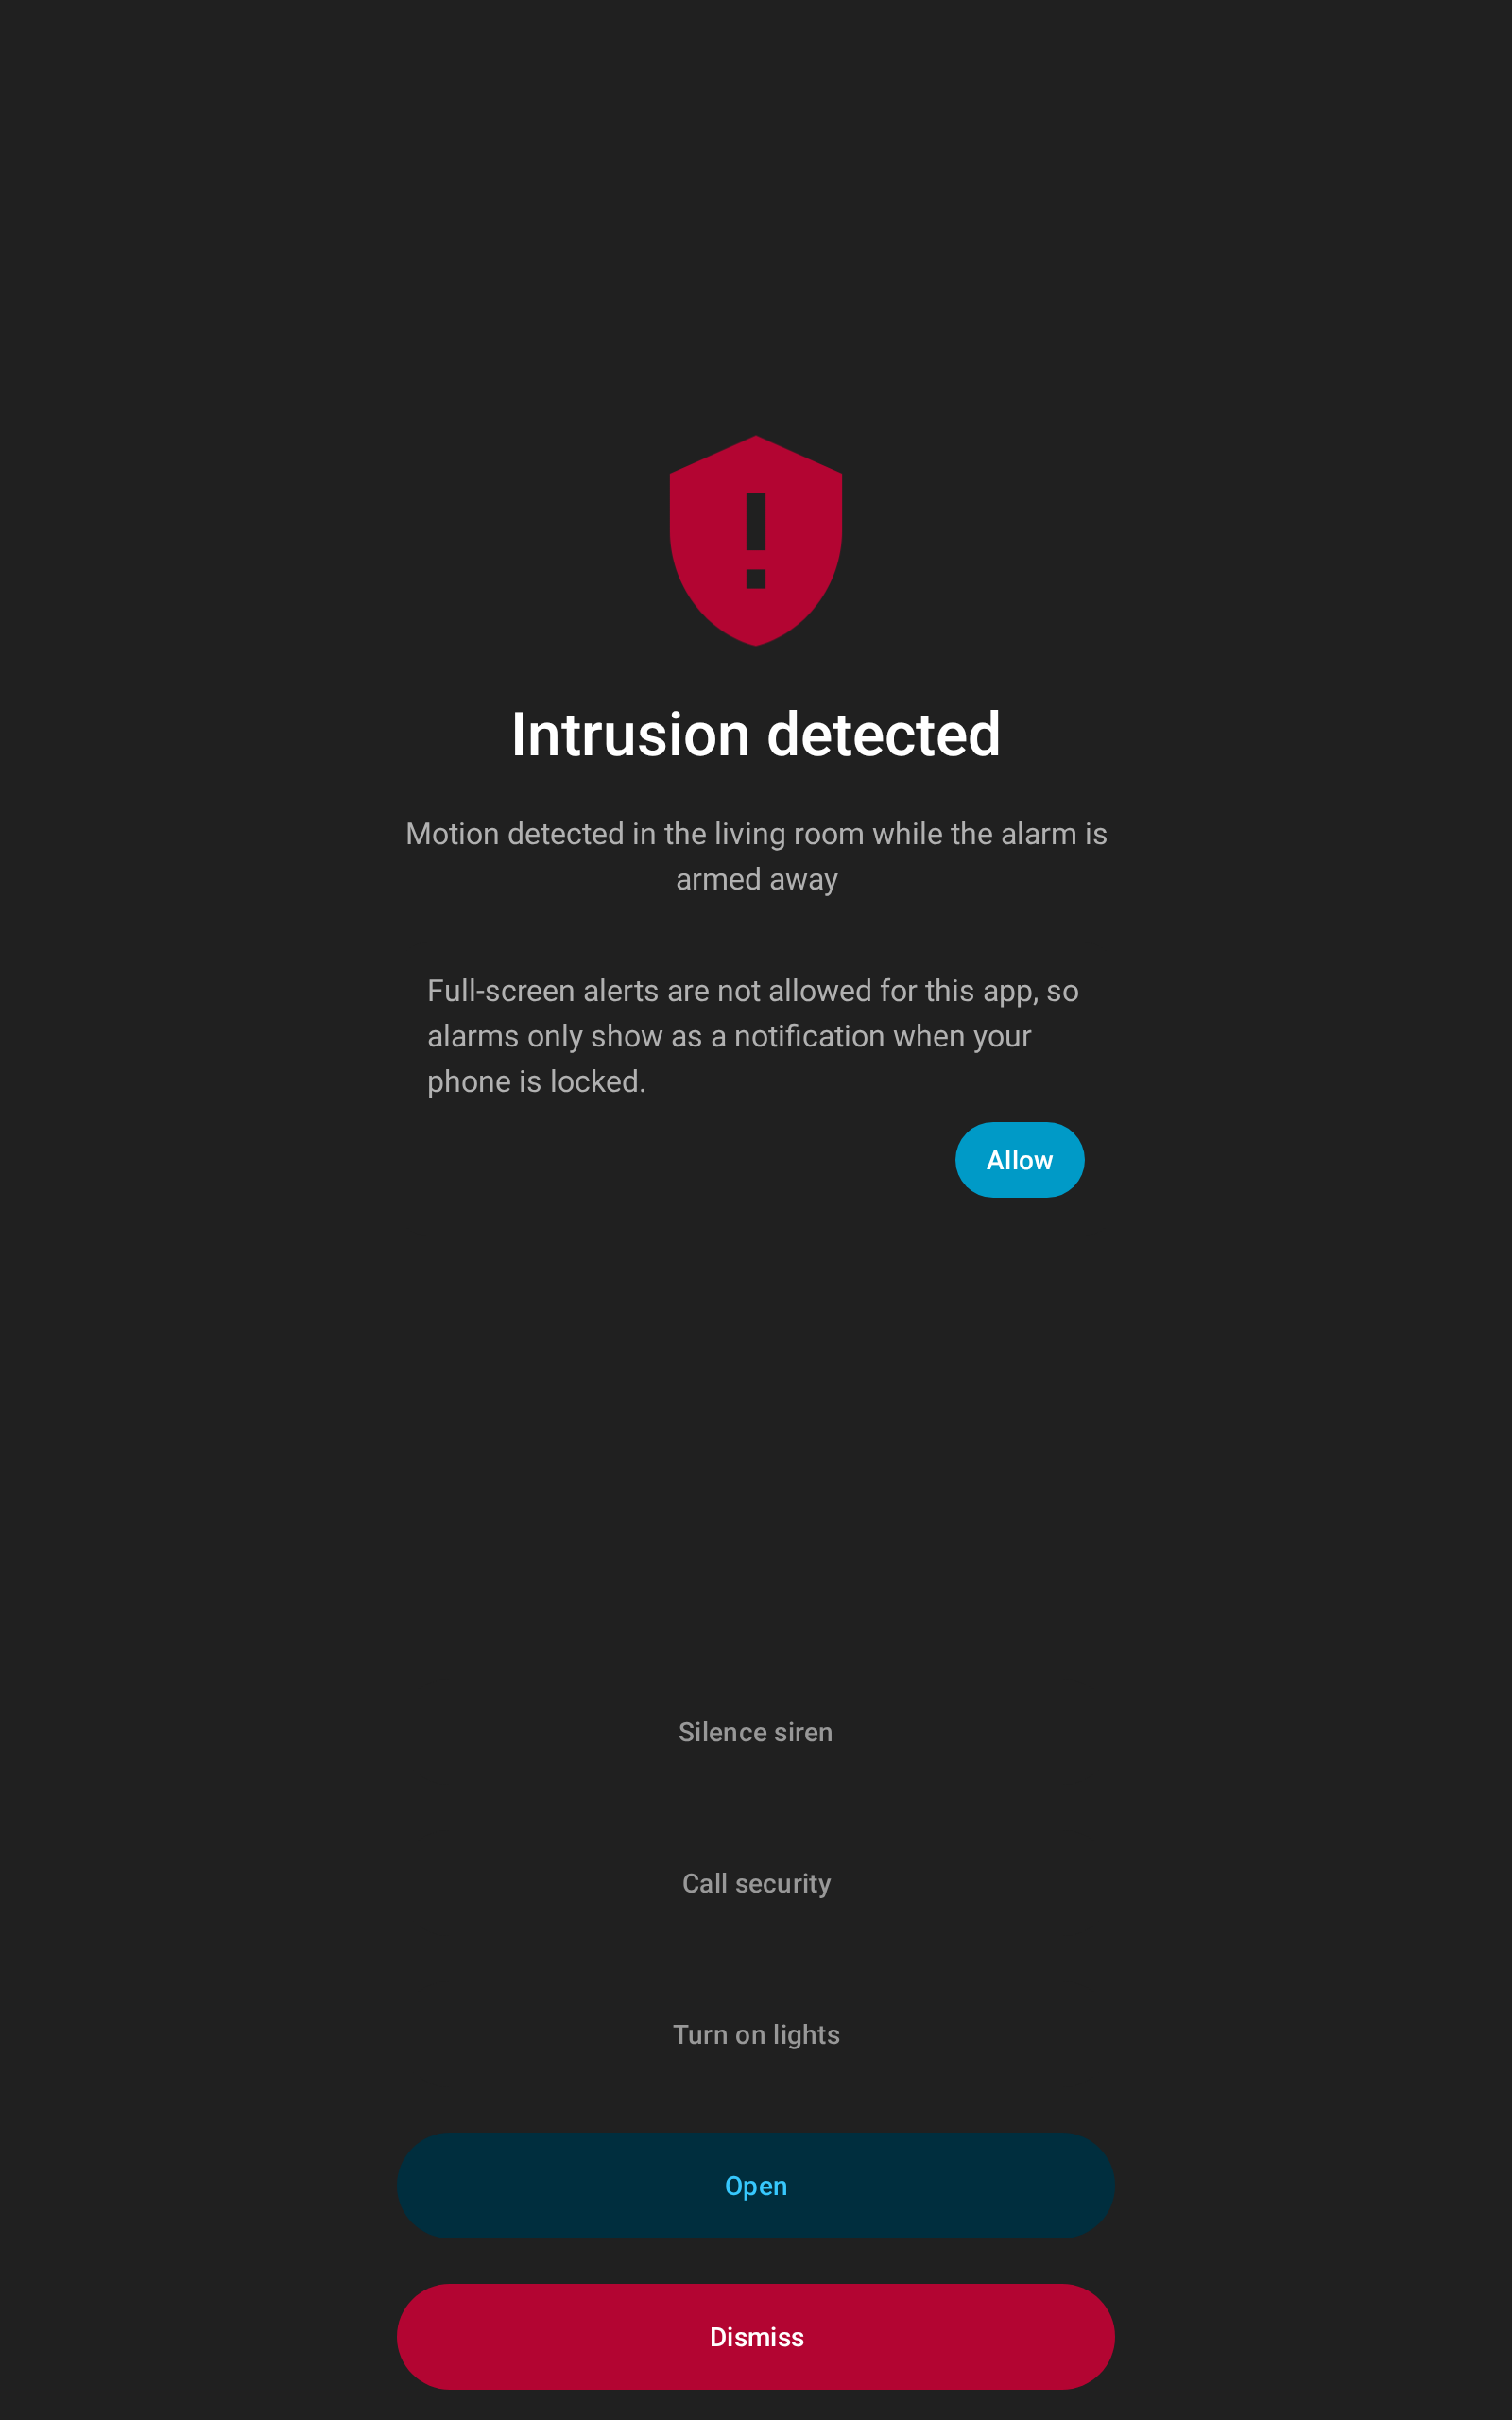 Intrusion detected
Motion detected in the living room while the alarm is
armed away
Full-screen alerts are not allowed for this app, so
alarms only show as a notification when your
phone is locked.
Allow
Silence siren
Call security
Turn on lights
Open
Dismiss